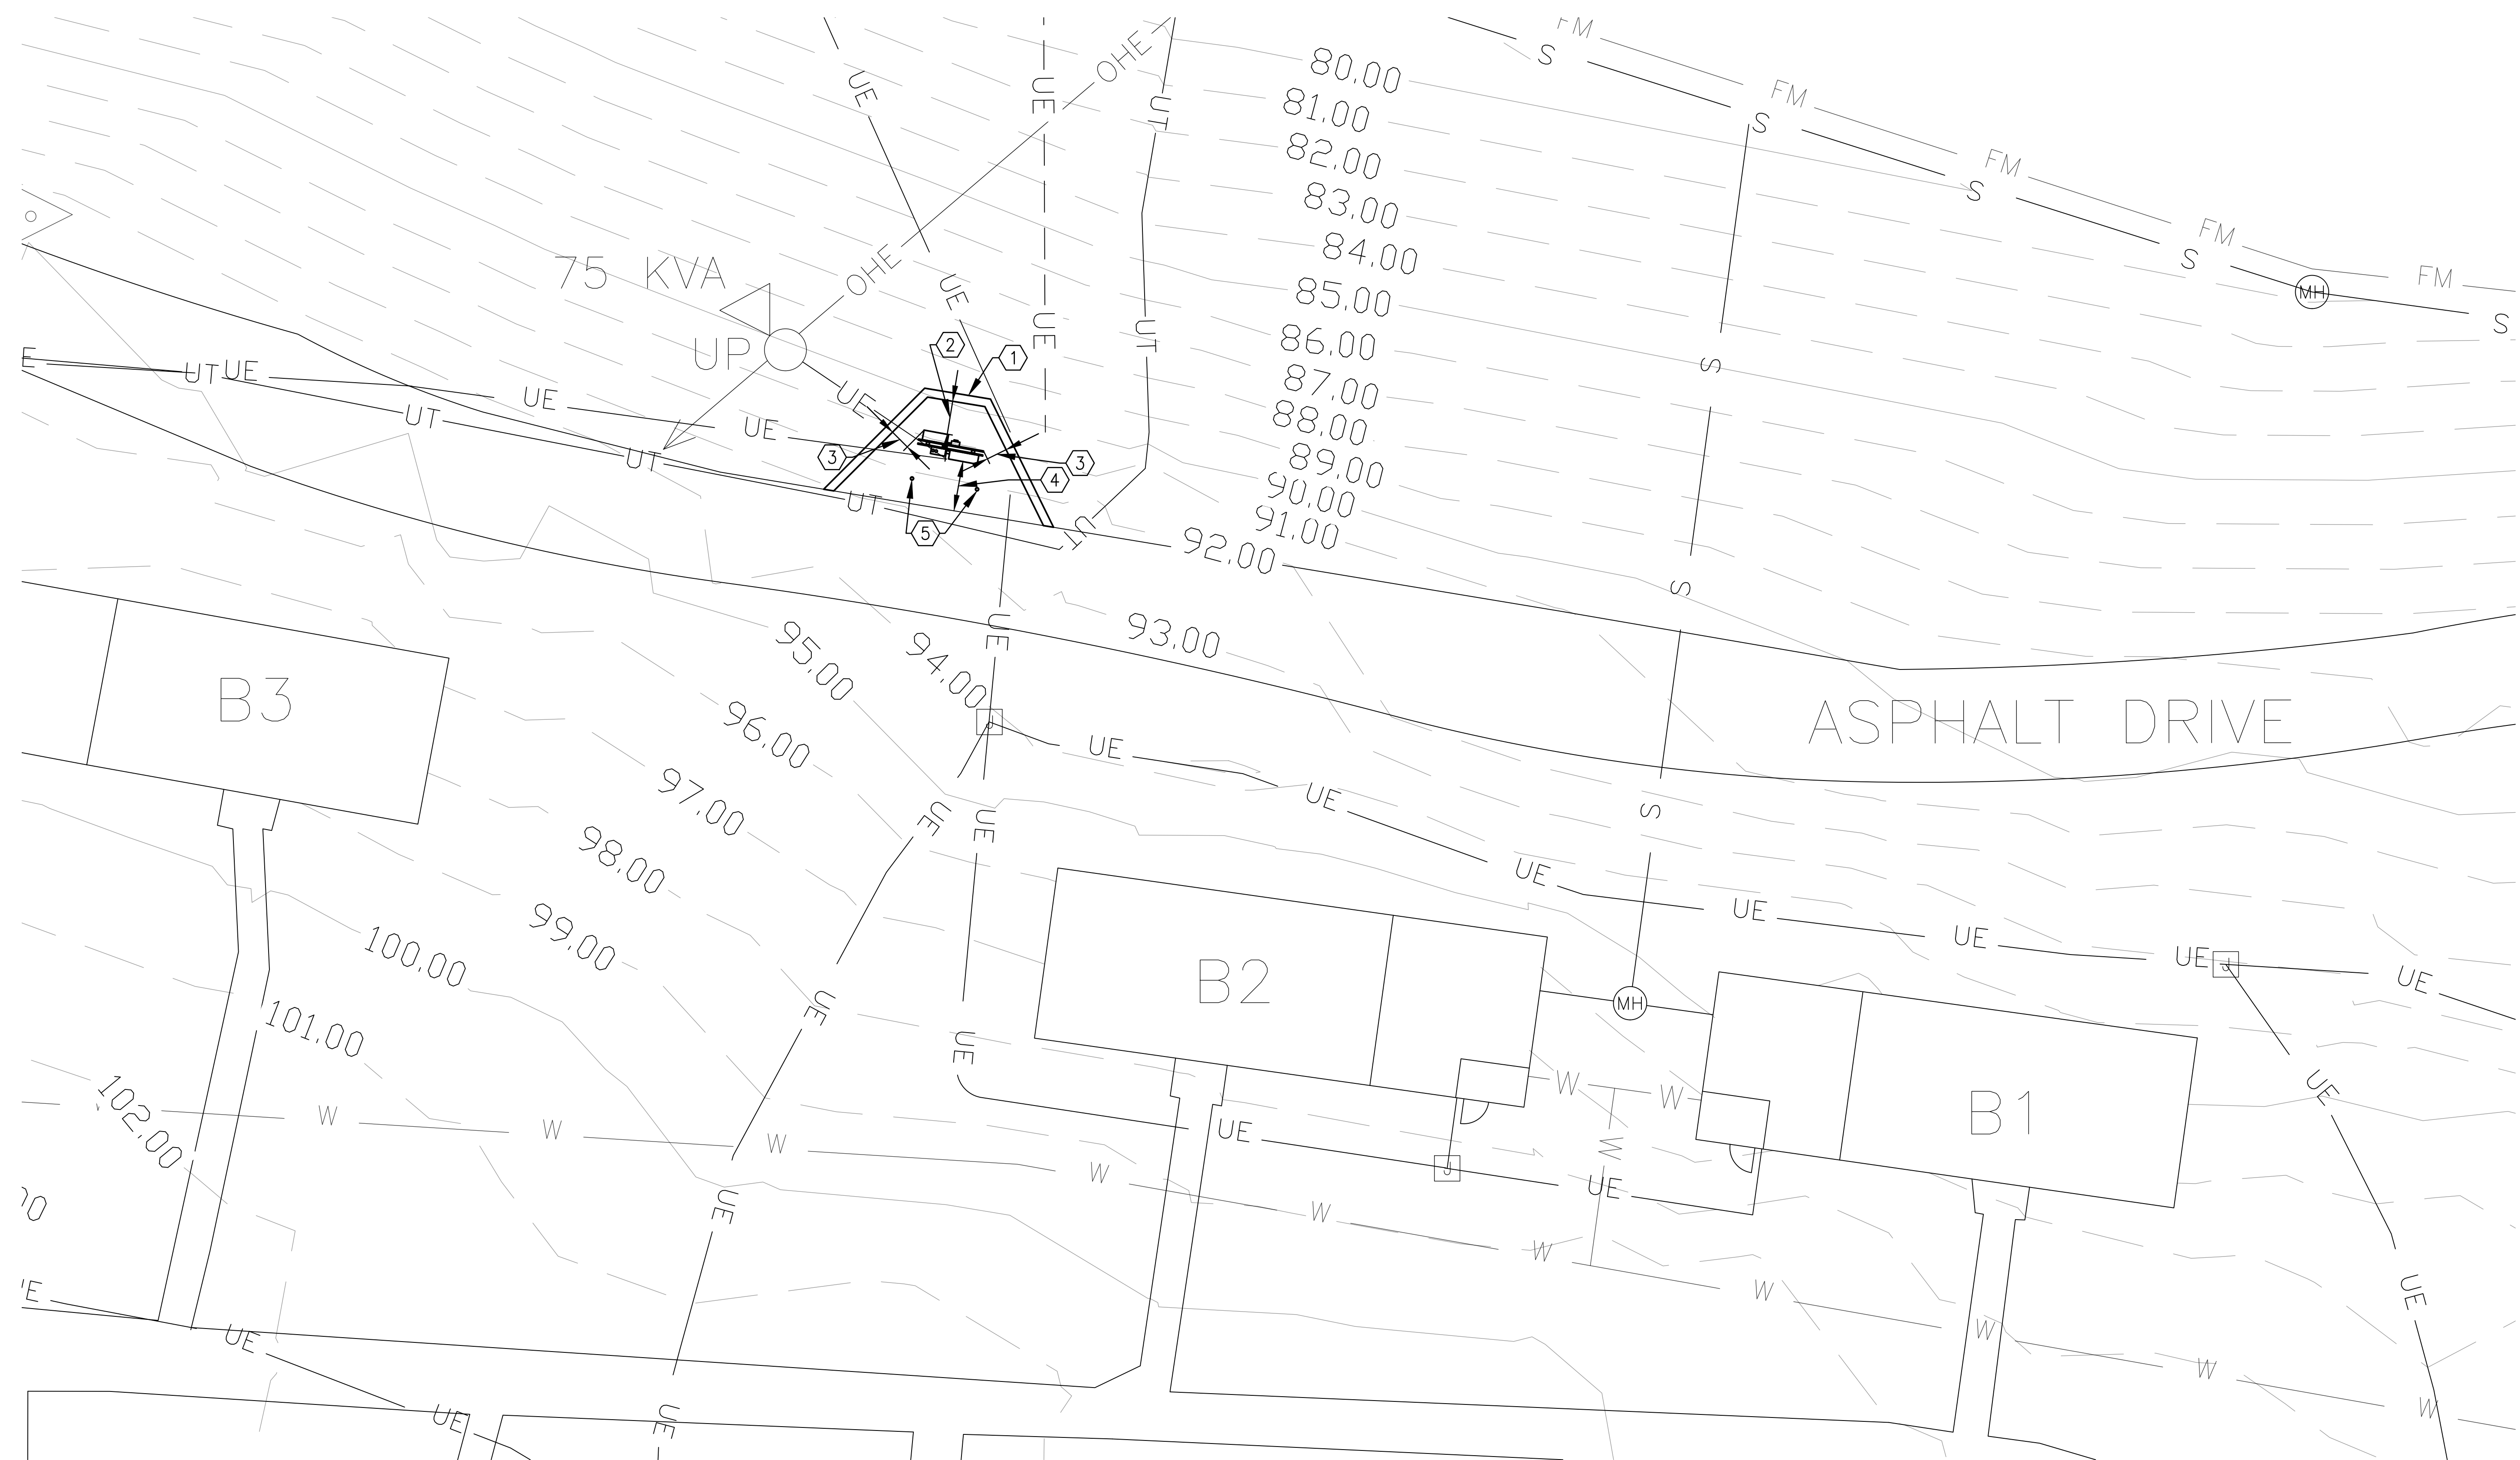 FM
S
80.00
OHE
UE
UE
UT
FM
81.00
S
82.00
FM
S
83.00
FM
84.00
S
FM
75 KVA
OHE
UE
85.00
MH
S
UP
UE
UT
86.00
2
1
E
UT
UE
S
87.00
UE
UE
UT
88.00
UE
3
3
UT
89.00
4
90.00
UT
5
UT
91.00
92.00
S
UE
93.00
95.00
94.00
B3
ASPHALT DRIVE
96.00
J
UE
97.00
UE
S
UE
UE
98.00
UE
UE
UE
99.00
100.00
UE
J
UE
B2
UE
MH
101.00
UE
W
W
UE
102.00
W
W
UE
B1
W
W
W
J
UE
0
UE
W
W
UE
W
UE
W
W
UE
W
UE
UE